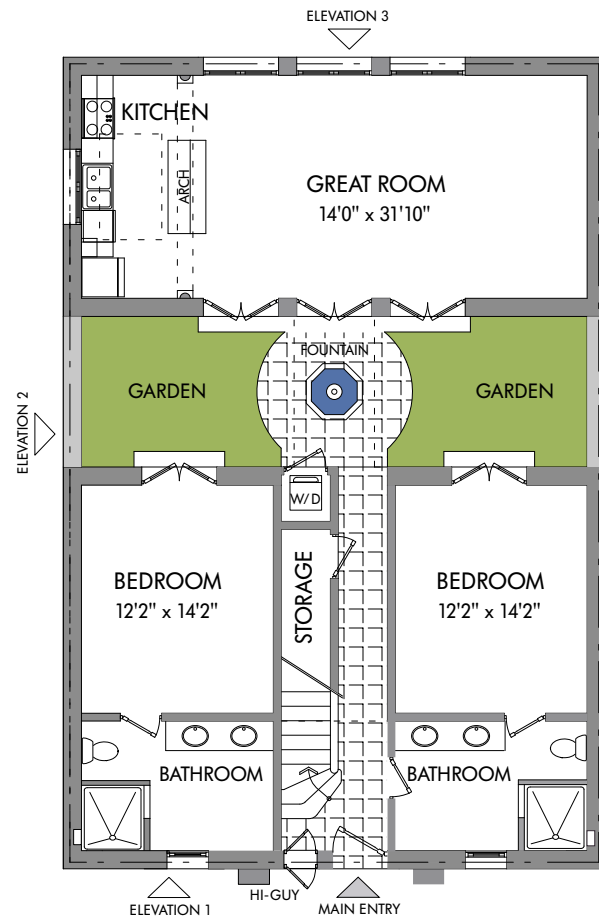 ELEVATION 3
KITCHEN
ARCH
GREAT ROOM
14'0" x 31'10"
FOUNTAIN
GARDEN
GARDEN
ELEVATION 2
W/D
BEDROOM
12'2" x 14'2"
STORAGE
BEDROOM
12'2" x 14'2"
BATHROOM
BATHROOM
HI-GUY
ELEVATION 1
MAIN ENTRY